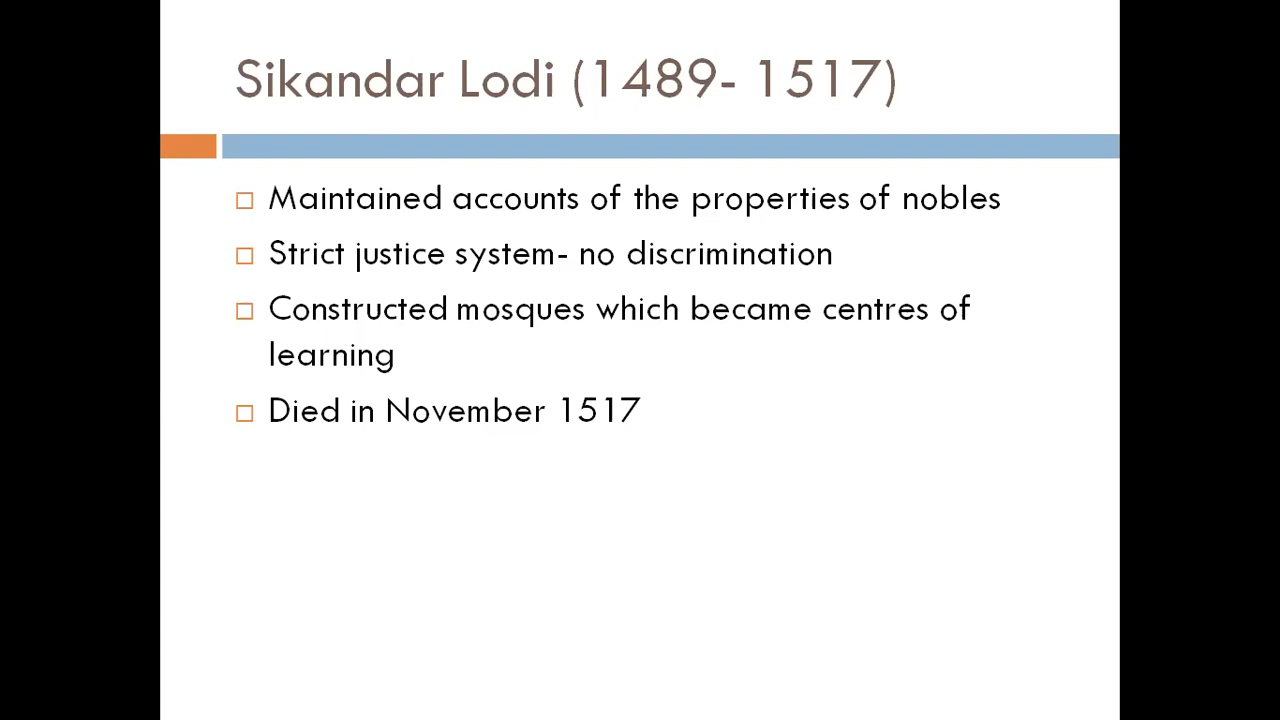 Sikandar Lodi (1489- 1517)
Maintained accounts of the properties of nobles
Strict justice system- no discrimination
Constructed mosques which became centres of
learning
Died in November 1517